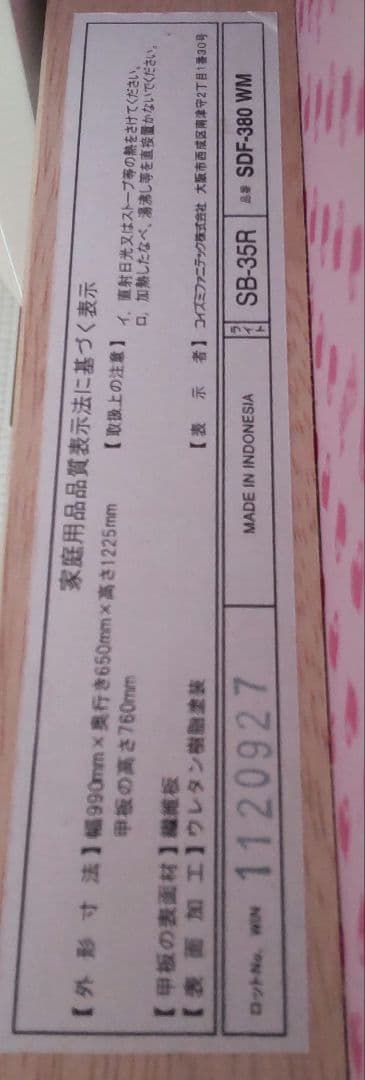 家庭用品品質表示法に基づく表示
【外形寸法】幅990mm×奥行き650mm×高さ1225mm
甲板の高さ760mm
【甲板の表面材】繊維板
【表面加工】ウレタン樹脂塗装
【取扱上の注意】イ、直射日光又はストーブ等の熱をさけてください。
ロ、加熱したなべ、湯沸し等を直接置かないでください。
【表示者】コイズミファニテック株式会社 大阪市西成区南津守2丁目1番30号
ロットNo. WIN 1120927
MADE IN INDONESIA
ライト SB-35R
品番 SDF-380 WM